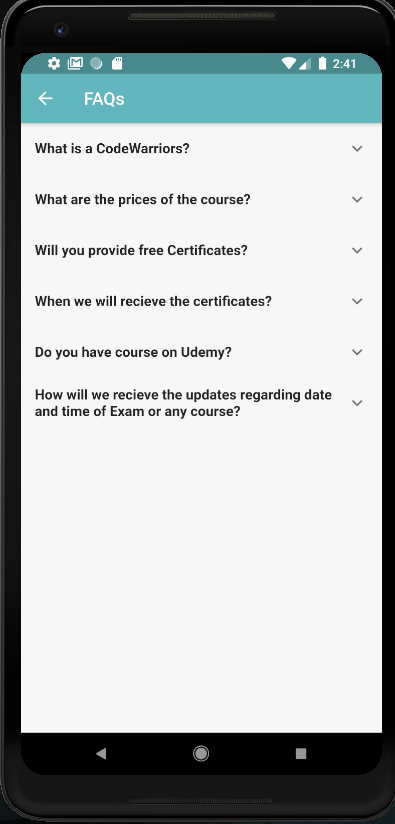 2:41
FAQs
What is a CodeWarriors?
What are the prices of the course?
Will you provide free Certificates?
When we will recieve the certificates?
Do you have course on Udemy?
How will we recieve the updates regarding date
and time of Exam or any course?